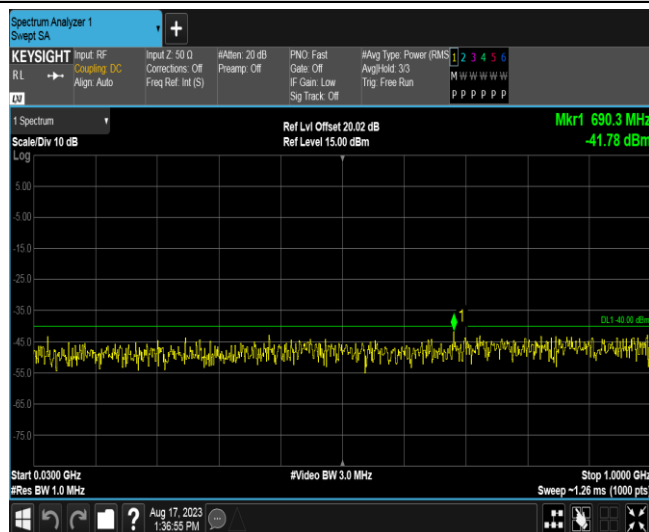 Spectrum Analyzer 1
Swept SA
+
KEYSIGHT
RL
LXI
Input: RF
Coupling: DC
Align: Auto
Input Z: 50 Ω
Corrections: Off
Freq Ref: Int (S)
#Atten: 20 dB
Preamp: Off
PNO: Fast
Gate: Off
IF Gain: Low
Sig Track: Off
#Avg Type: Power (RMS
Avg|Hold: 3/3
Trig: Free Run
1 2 3 4 5 6
M W W W W W
P P P P P P
1 Spectrum
Scale/Div 10 dB
Log
Ref Lvl Offset 20.02 dB
Ref Level 15.00 dBm
Mkr1 690.3 MHz
-41.78 dBm
5.00
-5.00
-15.0
-25.0
-35.0
1
DL1 -40.00 dBm
-45.0
-55.0
-65.0
-75.0
Start 0.0300 GHz
#Res BW 1.0 MHz
#Video BW 3.0 MHz
Stop 1.0000 GHz
Sweep ~1.26 ms (1000 pts)
?
Aug 17, 2023
1:36:55 PM